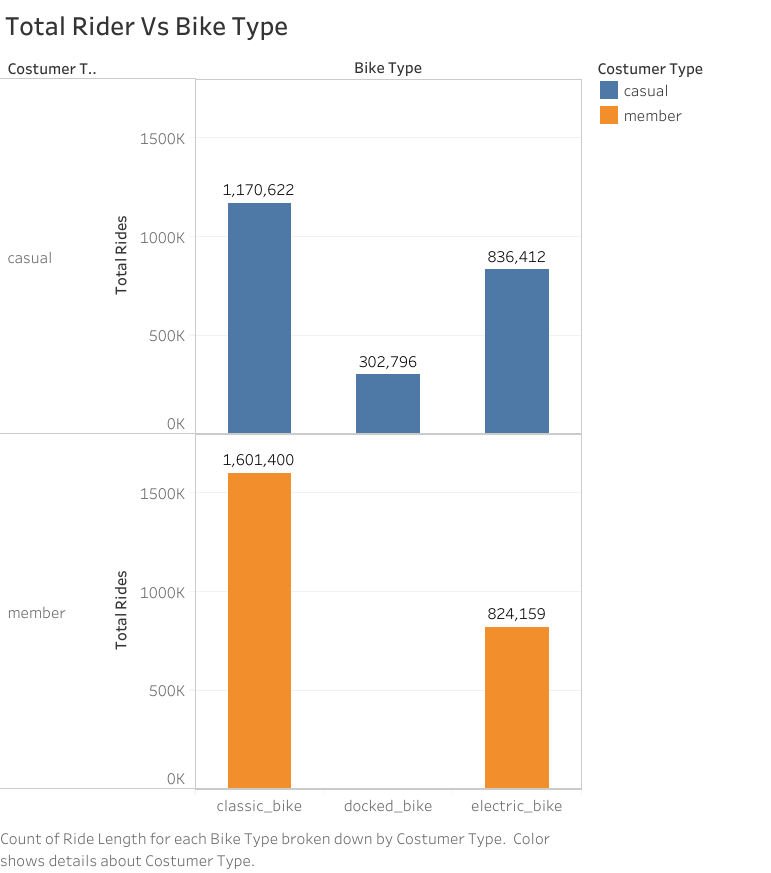 Total Rider Vs Bike Type
Costumer T..
Bike Type
Costumer Type
casual
member
1500K
1000K
500K
0K
Total Rides
casual
1,170,622
302,796
836,412
1500K
1000K
500K
0K
Total Rides
member
1,601,400
824,159
classic_bike
docked_bike
electric_bike
Count of Ride Length for each Bike Type broken down by Costumer Type.  Color
shows details about Costumer Type.